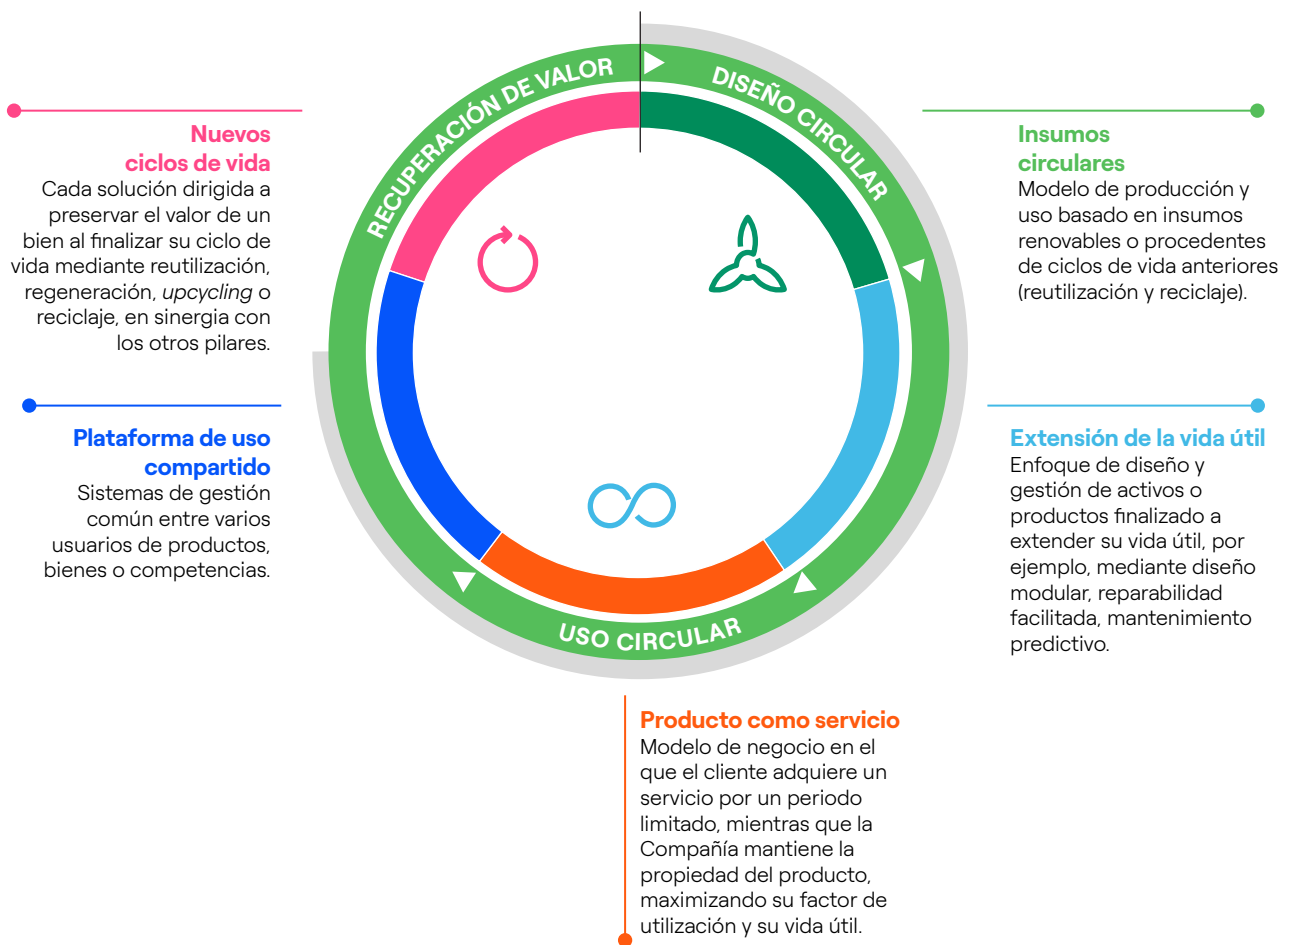 RECUPERACIÓN DE VALOR
DISEÑO CIRCULAR
USO CIRCULAR
Nuevos
ciclos de vida
Cada solución dirigida a
preservar el valor de un
bien al finalizar su ciclo de
vida mediante reutilización,
regeneración, upcycling o
reciclaje, en sinergia con
los otros pilares.
Insumos
circulares
Modelo de producción y
uso basado en insumos
renovables o procedentes
de ciclos de vida anteriores
(reutilización y reciclaje).
Plataforma de uso
compartido
Sistemas de gestión
común entre varios
usuarios de productos,
bienes o competencias.
Extensión de la vida útil
Enfoque de diseño y
gestión de activos o
productos finalizado a
extender su vida útil, por
ejemplo, mediante diseño
modular, reparabilidad
facilitada, mantenimiento
predictivo.
Producto como servicio
Modelo de negocio en el
que el cliente adquiere un
servicio por un periodo
limitado, mientras que la
Compañía mantiene la
propiedad del producto,
maximizando su factor de
utilización y su vida útil.